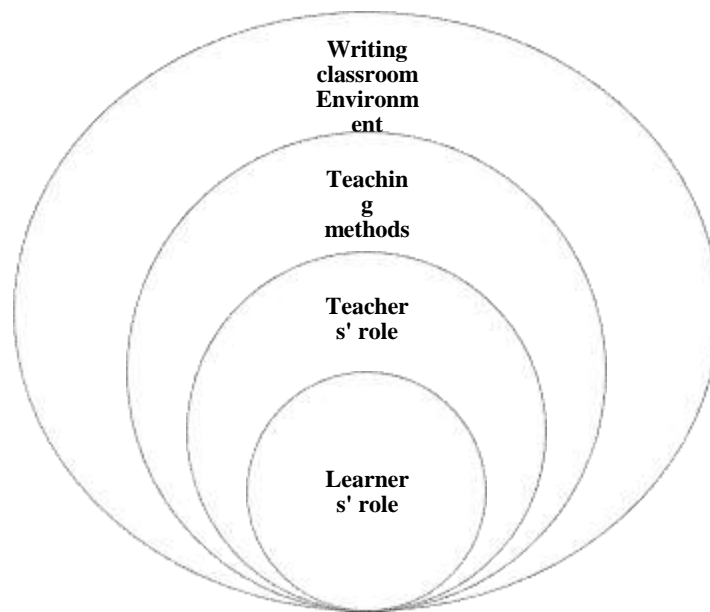 Writing
classroom
Environm
ent
Teachin
g
methods
Teacher
s' role
Learner
s' role